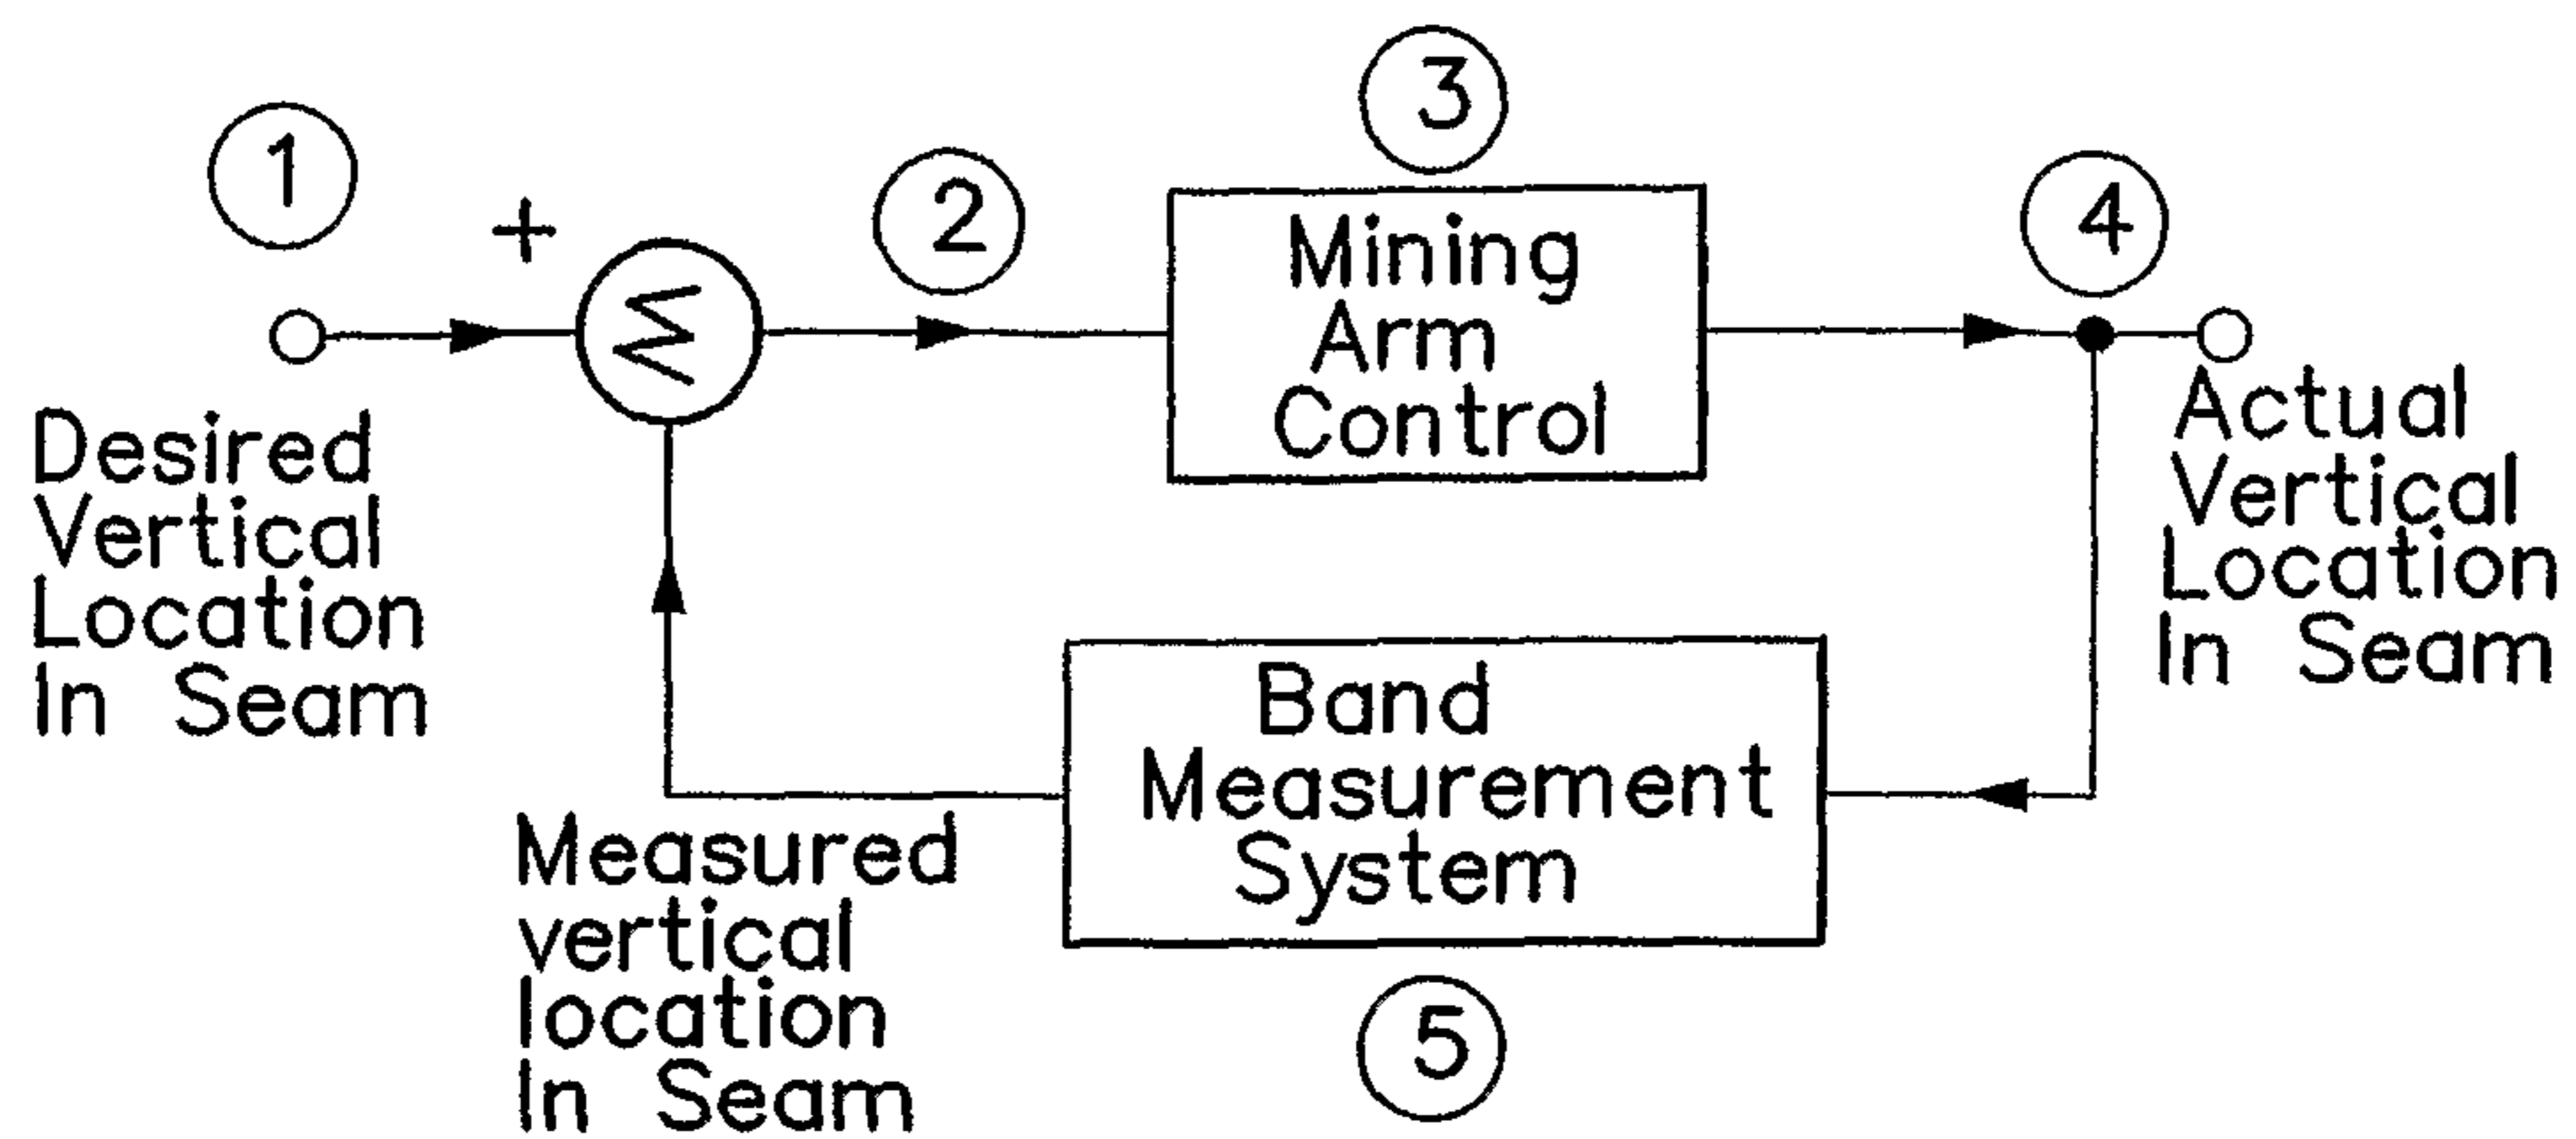 1
+
2
3
4
Σ
Desired
Vertical
Location
In Seam
Mining
Arm
Control
Actual
Vertical
Location
In Seam
Measured
vertical
location
In Seam
Band
Measurement
System
5